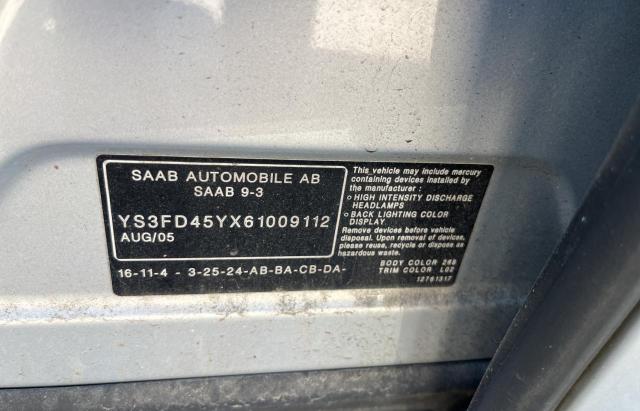 SAAB AUTOMOBILE AB
SAAB 9-3
YS3FD45YX61009112
AUG/05
16-11-4 - 3-25-24-AB-BA-CB-DA-
This vehicle may include mercury
containing devices installed by
the manufacturer :
o HIGH INTENSITY DISCHARGE
HEADLAMPS
o BACK LIGHTING COLOR
DISPLAY
Remove devices before vehicle
disposal. Upon removal of devices,
please reuse, recycle or dispose as
hazardous waste.
BODY COLOR 268
TRIM COLOR L02
12761317